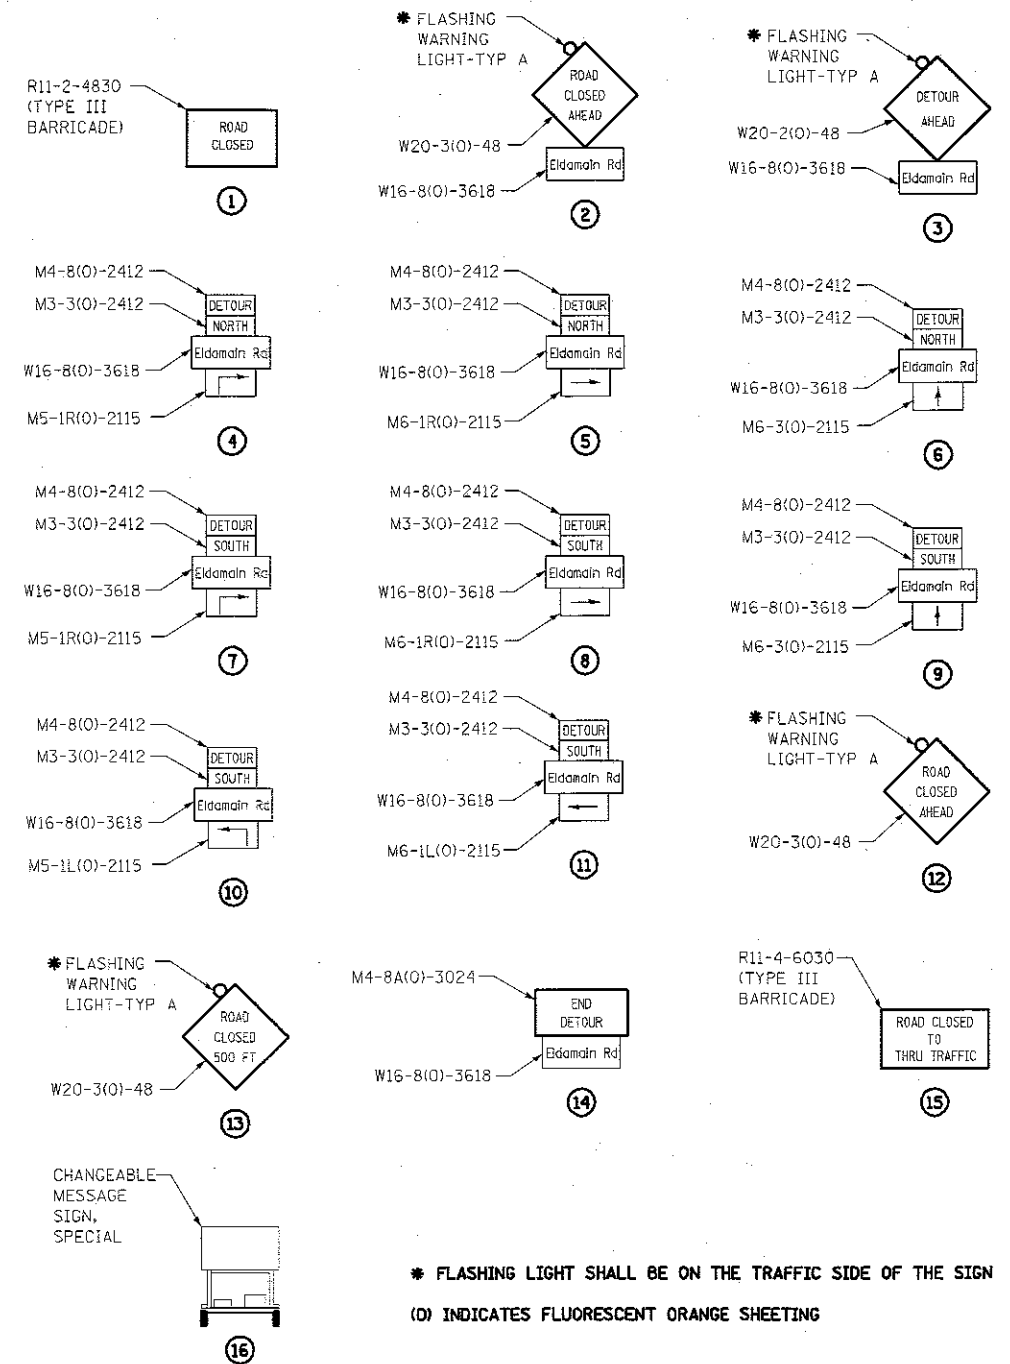 R11-2-4830
(TYPE III
BARRICADE)
ROAD
CLOSED
1
✱ FLASHING
WARNING
LIGHT-TYP A
ROAD
CLOSED
AHEAD
W20-3(O)-48
Eldamain Rd
W16-8(O)-3618
2
✱ FLASHING
WARNING
LIGHT-TYP A
DETOUR
AHEAD
W20-2(O)-48
W16-8(O)-3618
Eldamain Rd
3
M4-8(O)-2412
M3-3(O)-2412
DETOUR
NORTH
Eldamain Rd
W16-8(O)-3618
M5-1R(O)-2115
4
M4-8(O)-2412
M3-3(O)-2412
DETOUR
NORTH
Eldamain Rd
W16-8(O)-3618
M6-1R(O)-2115
5
M4-8(O)-2412
M3-3(O)-2412
DETOUR
NORTH
Eldamain Rd
W16-8(O)-3618
M6-3(O)-2115
6
M4-8(O)-2412
M3-3(O)-2412
DETOUR
SOUTH
Eldamain Rd
W16-8(O)-3618
M5-1R(O)-2115
7
M4-8(O)-2412
M3-3(O)-2412
DETOUR
SOUTH
Eldamain Rd
W16-8(O)-3618
M6-1R(O)-2115
8
M4-8(O)-2412
M3-3(O)-2412
DETOUR
SOUTH
Eldamain Rd
W16-8(O)-3618
M6-3(O)-2115
9
M4-8(O)-2412
M3-3(O)-2412
DETOUR
SOUTH
Eldamain Rd
W16-8(O)-3618
M5-1L(O)-2115
10
M4-8(O)-2412
M3-3(O)-2412
DETOUR
SOUTH
Eldamain Rd
W16-8(O)-3618
M6-1L(O)-2115
11
✱ FLASHING
WARNING
LIGHT-TYP A
ROAD
CLOSED
AHEAD
W20-3(O)-48
12
✱ FLASHING
WARNING
LIGHT-TYP A
ROAD
CLOSED
500 FT
W20-3(O)-48
13
M4-8A(O)-3024
END
DETOUR
Eldamain Rd
W16-8(O)-3618
14
R11-4-6030
(TYPE III
BARRICADE)
ROAD CLOSED
TO
THRU TRAFFIC
15
CHANGEABLE
MESSAGE
SIGN,
SPECIAL
16
✱ FLASHING LIGHT SHALL BE ON THE TRAFFIC SIDE OF THE SIGN
(O) INDICATES FLUORESCENT ORANGE SHEETING